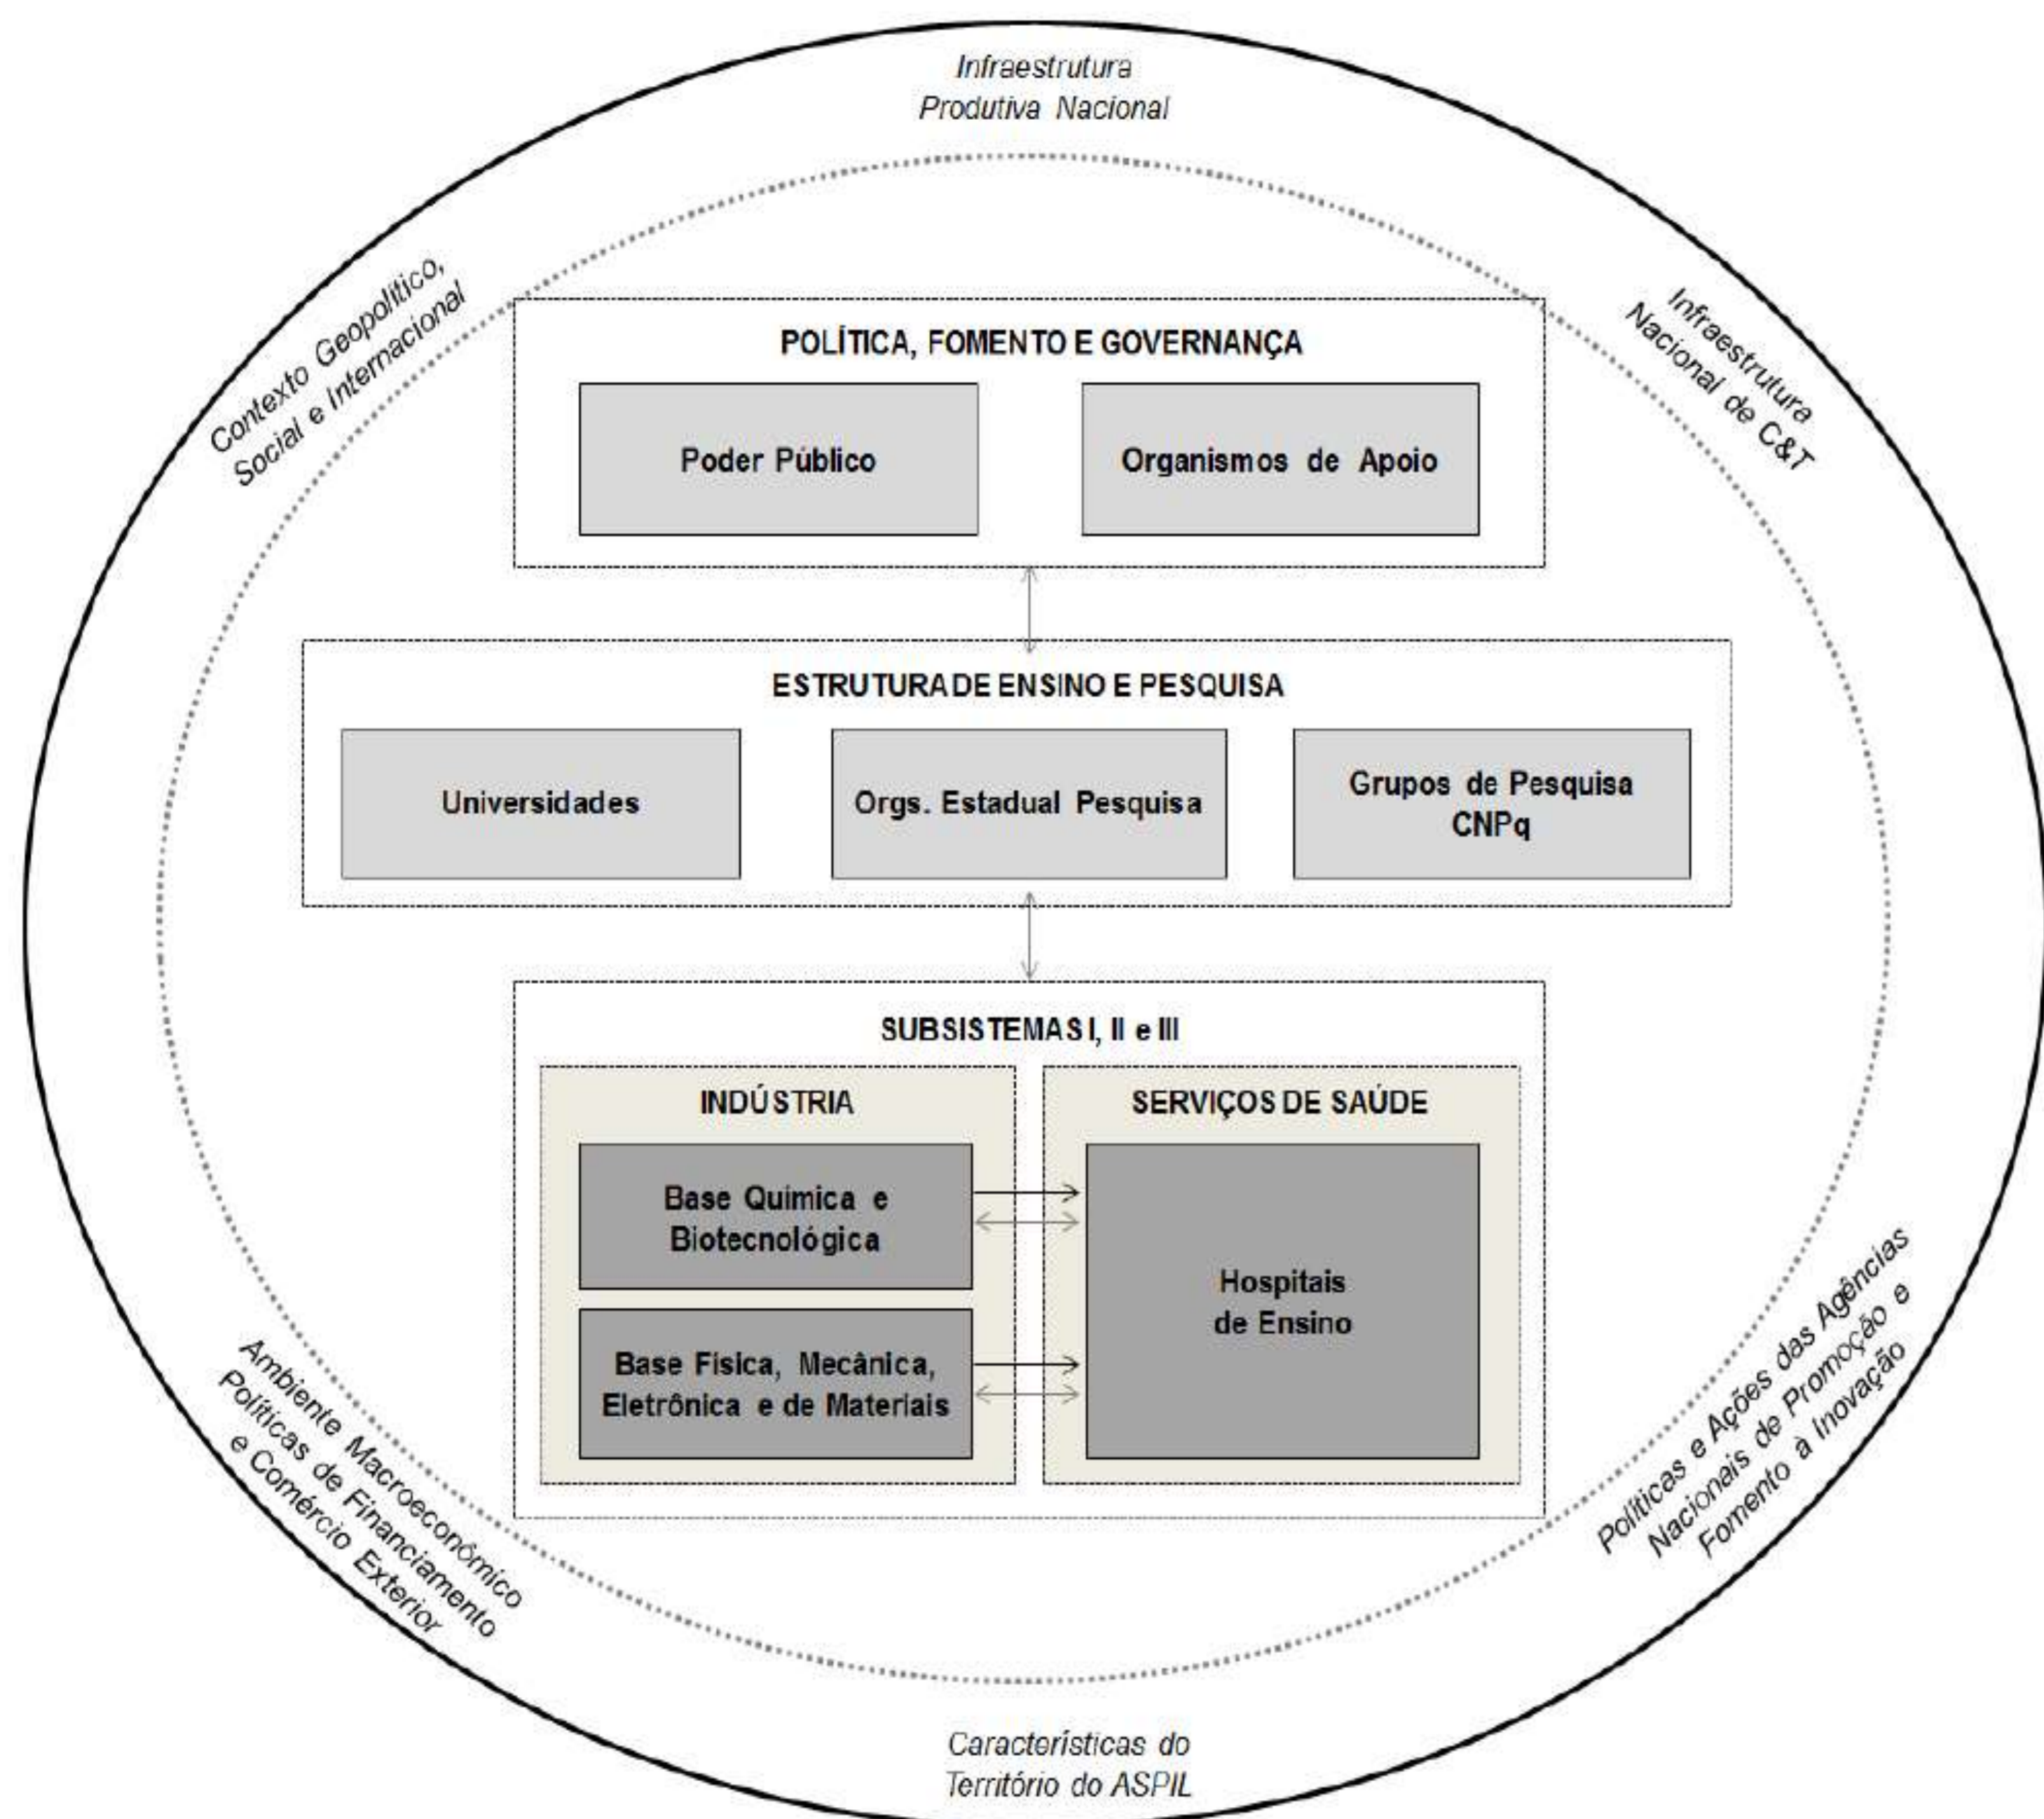 Infraestrutura
Produtiva Nacional
Contexto Geopolítico,
Social e Internacional
Infraestrutura
Nacional de C&T
POLÍTICA, FOMENTO E GOVERNANÇA
Poder Público
Organismos de Apoio
ESTRUTURA DE ENSINO E PESQUISA
Universidades
Orgs. Estadual Pesquisa
Grupos de Pesquisa
CNPq
SUBSISTEMAS I, II e III
INDÚSTRIA
SERVIÇOS DE SAÚDE
Base Química e
Biotecnológica
Base Física, Mecânica,
Eletrônica e de Materiais
Hospitais
de Ensino
Ambiente Macroeconômico
Políticas de Financiamento
e Comércio Exterior
Políticas e Ações das Agências
Nacionais de Promoção e
Fomento à Inovação
Características do
Território do ASPIL